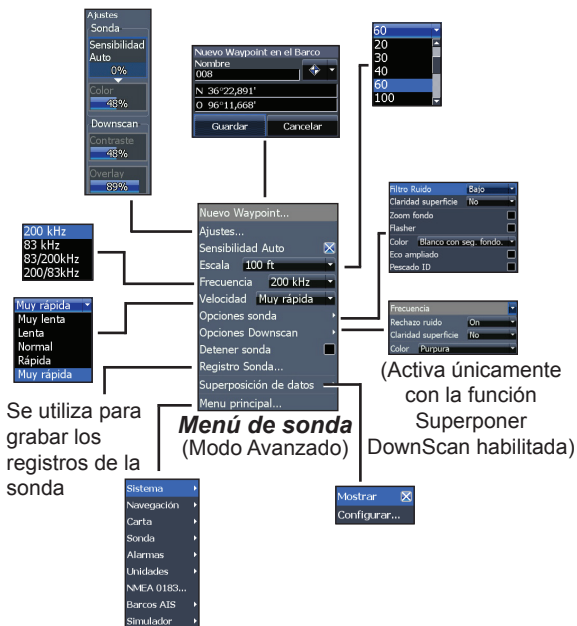 Ajustes
Sonda
Sensibilidad
Auto
0%
Color
48%
Downscan
Contraste
48%
Overlay
89%
Nuevo Waypoint en el Barco
Nombre
008
N 36°22,891'
O 96°11,668'
Guardar
Cancelar
60
20
30
40
60
100
200 kHz
83 kHz
83/200kHz
200/83kHz
Muy rápida
Muy lenta
Lenta
Normal
Rápida
Muy rápida
Nuevo Waypoint...
Ajustes...
Sensibilidad Auto
Escala 100 ft
Frecuencia 200 kHz
Velocidad Muy rápida
Opciones sonda
Opciones Downscan
Detener sonda
Registro Sonda...
Superposición de datos
Menu principal...
Filtro Ruido Bajo
Claridad superficie No
Zoom fondo
Flasher
Color Blanco con seg. fondo.
Eco ampliado
Pescado ID
Frecuencia
Rechazo ruido On
Claridad superficie No
Color Purpura
(Activa únicamente
con la función
Superponer
DownScan habilitada)
Se utiliza para
grabar los
registros de la
sonda
Menú de sonda
(Modo Avanzado)
Sistema
Navegación
Carta
Sonda
Alarmas
Unidades
NMEA 0183...
Barcos AIS
Simulador
Mostrar
Configurar...